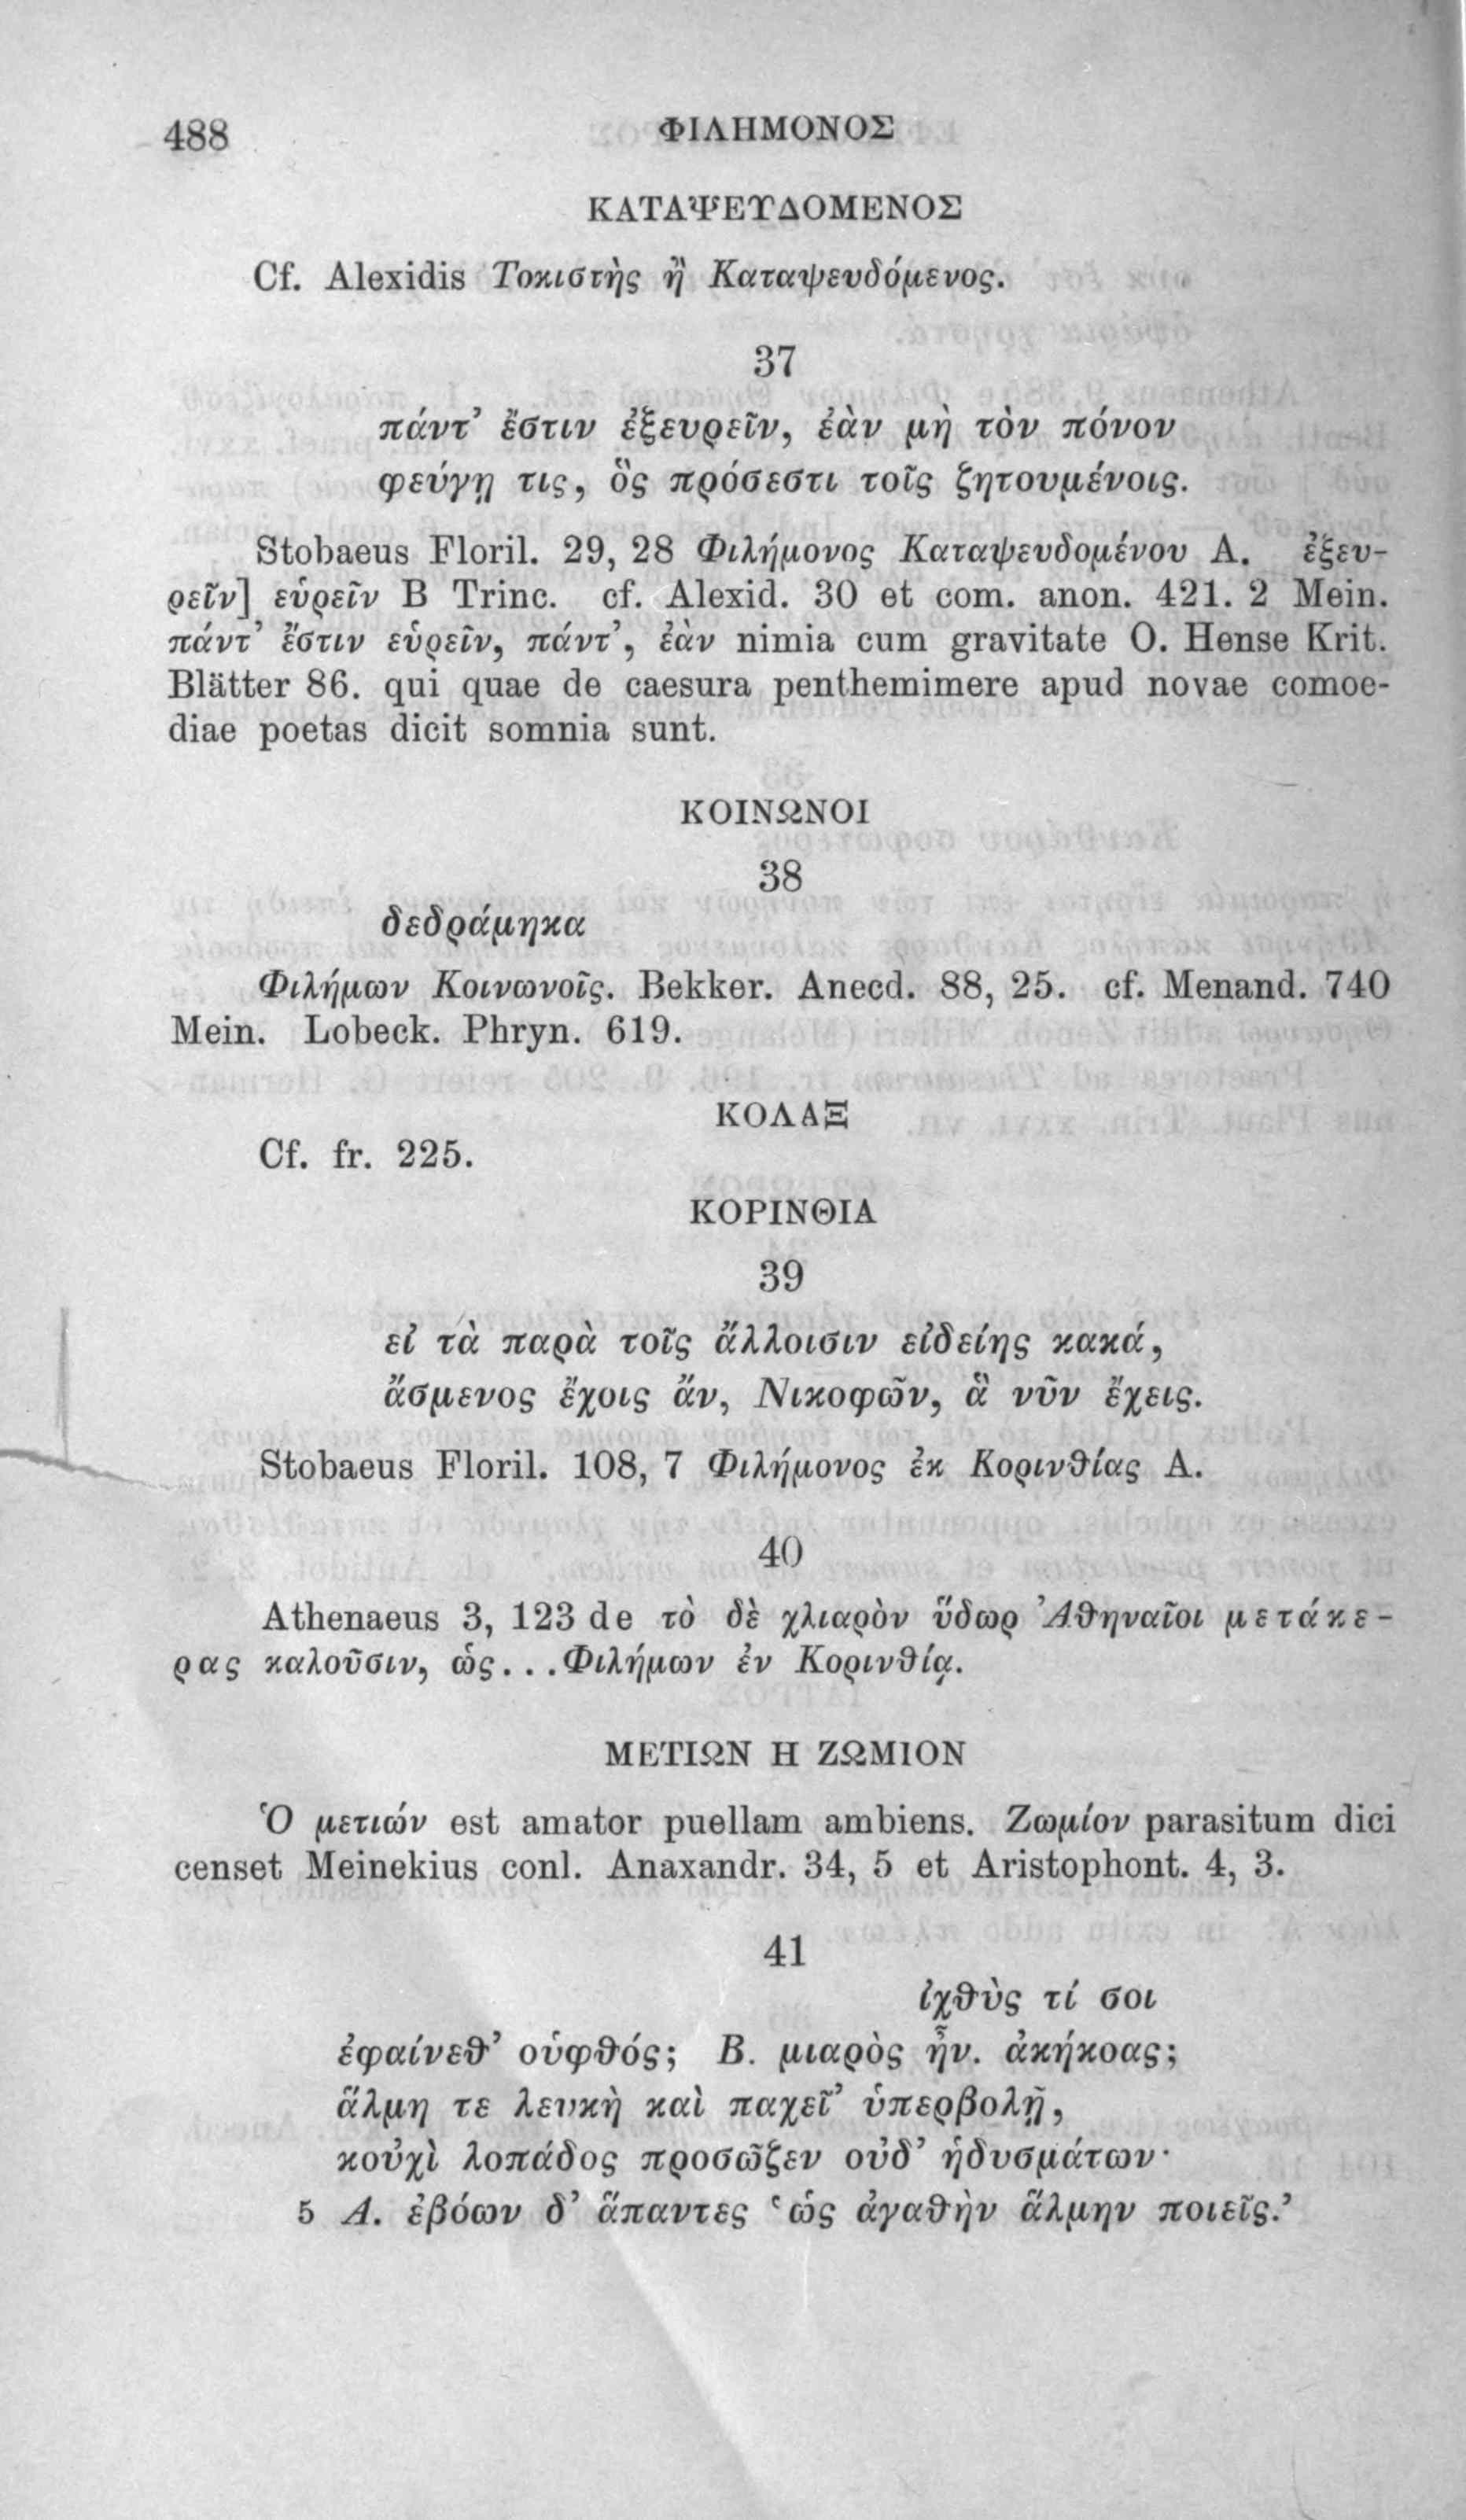 488 ΦΙΛΗΜΟΝΟΣ
ΚΑΤΑΨΕΥΔΟΜΕΝΟΣ
Cf. Alexidis Τοκιστὴς ἢ Καταψευδόμενος.
37
πάντ’ ἔστιν ἐξευρεῖν, ἐὰν μὴ τὸν πόνον
φεύγῃ τις, ὃς πρόσεστι τοῖς ζητουμένοις.
Stobaeus Floril. 29, 28 Φιλήμονος Καταψευδομένου A. ἐξευ-
ρεῖν] εὑρεῖν B Trinc. cf. Alexid. 30 et com. anon. 421. 2 Mein.
πάντ’ ἔστιν εὑρεῖν, πάντ’, ἐὰν nimia cum gravitate O. Hense Krit.
Blätter 86. qui quae de caesura penthemimere apud novae comoe-
diae poetas dicit somnia sunt.
ΚΟΙΝΩΝΟΙ
38
δεδράμηκα
Φιλήμων Κοινωνοῖς. Bekker. Anecd. 88, 25. cf. Menand. 740
Mein. Lobeck. Phryn. 619.
ΚΟΛΑΞ
Cf. fr. 225.
ΚΟΡΙΝΘΙΑ
39
εἰ τὰ παρὰ τοῖς ἄλλοισιν εἰδείης κακά,
ἄσμενος ἔχοις ἄν, Νικοφῶν, ἃ νῦν ἔχεις.
Stobaeus Floril. 108, 7 Φιλήμονος ἐκ Κορινθίας A.
40
Athenaeus 3, 123 de τὸ δὲ χλιαρὸν ὕδωρ Ἀθηναῖοι μετάκε-
ρας καλοῦσιν, ὡς...Φιλήμων ἐν Κορινθίᾳ.
ΜΕΤΙΩΝ Η ΖΩΜΙΟΝ
Ὁ μετιών est amator puellam ambiens. Ζωμίον parasitum dici
censet Meinekius conl. Anaxandr. 34, 5 et Aristophont. 4, 3.
41
ἰχθὺς τί σοι
ἐφαίνεθ’ οὑφθός; B. μιαρὸς ἦν. ἀκήκοας;
ἅλμη τε λευκὴ καὶ παχεῖ’ ὑπερβολῇ,
κοὐχὶ λοπάδος προσῶζεν οὐδ’ ἡδυσμάτων·
5 A. ἐβόων δ’ ἅπαντες ‘ὡς ἀγαθὴν ἅλμην ποιεῖς.’